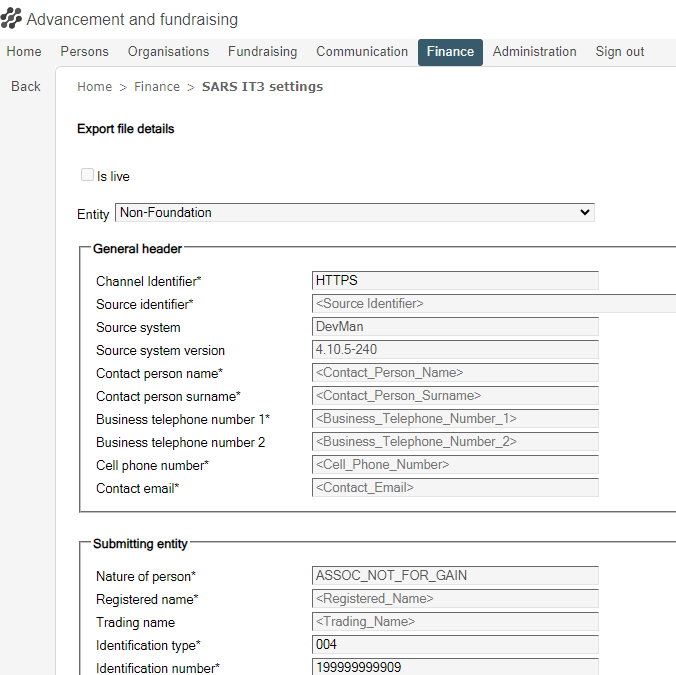 Advancement and fundraising
Home Persons Organisations Fundraising Communication Finance Administration Sign out
Back Home > Finance > SARS IT3 settings
Export file details
Is live
Entity Non-Foundation
General header
Channel Identifier* HTTPS
Source identifier* <Source Identifier>
Source system DevMan
Source system version 4.10.5-240
Contact person name* <Contact_Person_Name>
Contact person surname* <Contact_Person_Surname>
Business telephone number 1* <Business_Telephone_Number_1>
Business telephone number 2 <Business_Telephone_Number_2>
Cell phone number* <Cell_Phone_Number>
Contact email* <Contact_Email>
Submitting entity
Nature of person* ASSOC_NOT_FOR_GAIN
Registered name* <Registered_Name>
Trading name <Trading_Name>
Identification type* 004
Identification number* 199999999909